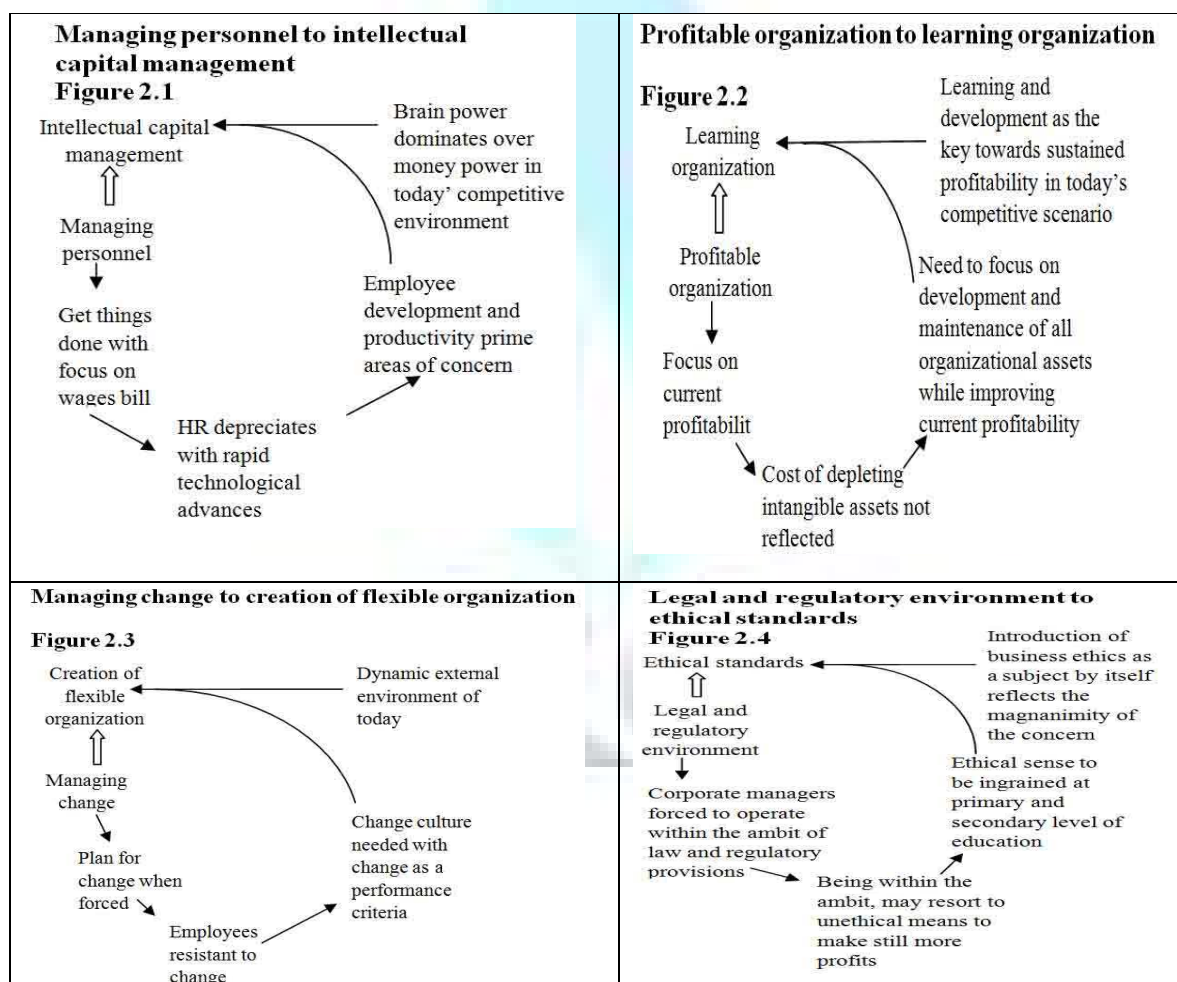 Managing personnel to intellectual
capital management
Figure 2.1
Intellectual capital
management
Brain power
dominates over
money power in
today’ competitive
environment
Managing
personnel
Get things
done with
focus on
wages bill
HR depreciates
with rapid
technological
advances
Employee
development and
productivity prime
areas of concern
Profitable organization to learning organization
Figure 2.2
Learning
organization
Learning and
development as the
key towards sustained
profitability in today’s
competitive scenario
Profitable
organization
Focus on
current
profitabilit
Cost of depleting
intangible assets not
reflected
Need to focus on
development and
maintenance of all
organizational assets
while improving
current profitability
Managing change to creation of flexible organization
Figure 2.3
Creation of
flexible
organization
Dynamic external
environment of
today
Managing
change
Plan for
change when
forced
Employees
resistant to
change
Change culture
needed with
change as a
performance
criteria
Legal and regulatory environment to
ethical standards
Figure 2.4
Ethical standards
Introduction of
business ethics as
a subject by itself
reflects the
magnanimity of
the concern
Legal and
regulatory
environment
Corporate managers
forced to operate
within the ambit of
law and regulatory
provisions
Being within the
ambit, may resort to
unethical means to
make still more
profits
Ethical sense to
be ingrained at
primary and
secondary level of
education